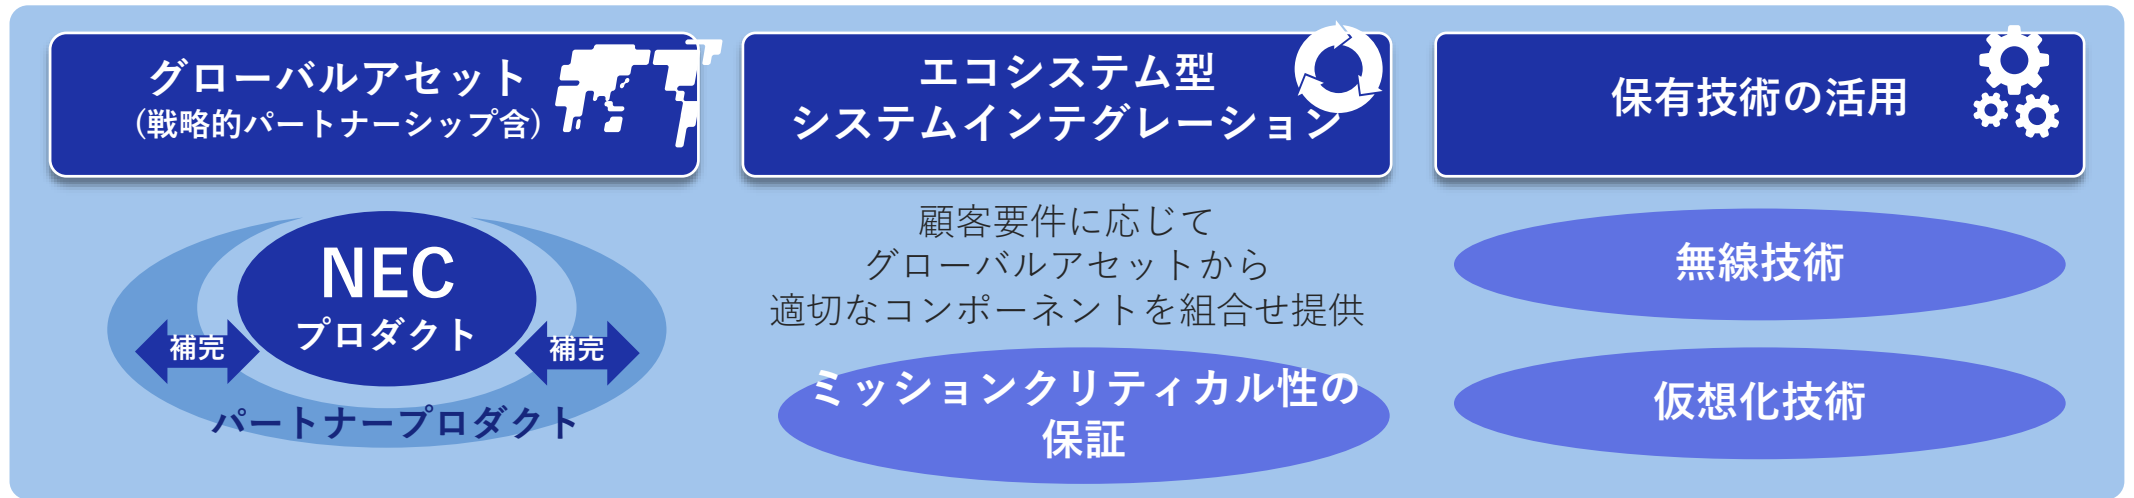 グローバルアセット
(戦略的パートナーシップ含)
NEC
プロダクト
補完
補完
パートナープロダクト
エコシステム型
システムインテグレーション
顧客要件に応じて
グローバルアセットから
適切なコンポーネントを組合せ提供
ミッションクリティカル性の
保証
保有技術の活用
無線技術
仮想化技術